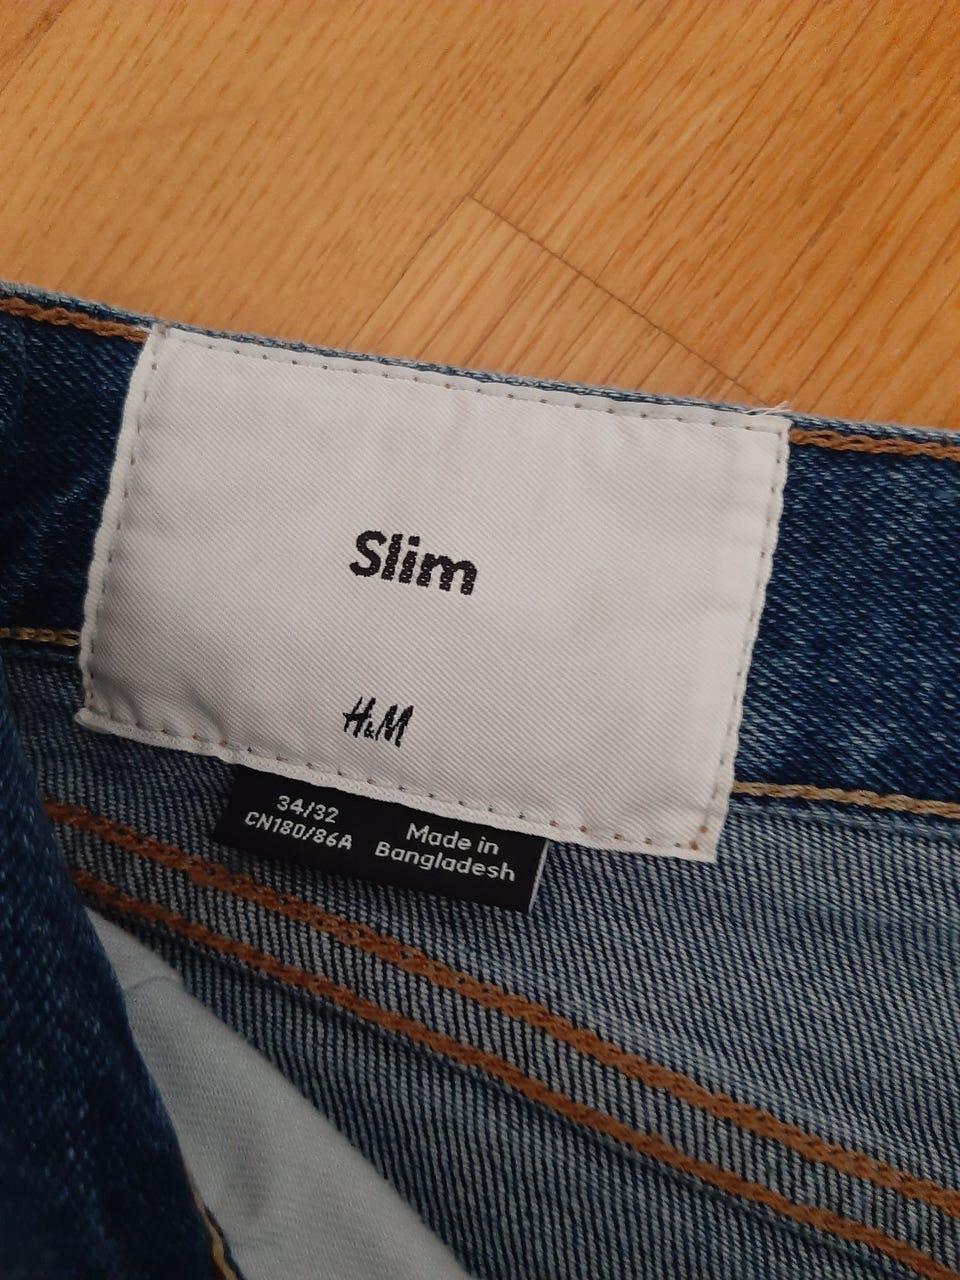 Slim
H&M
34/32
CN180/86A
Made in
Bangladesh